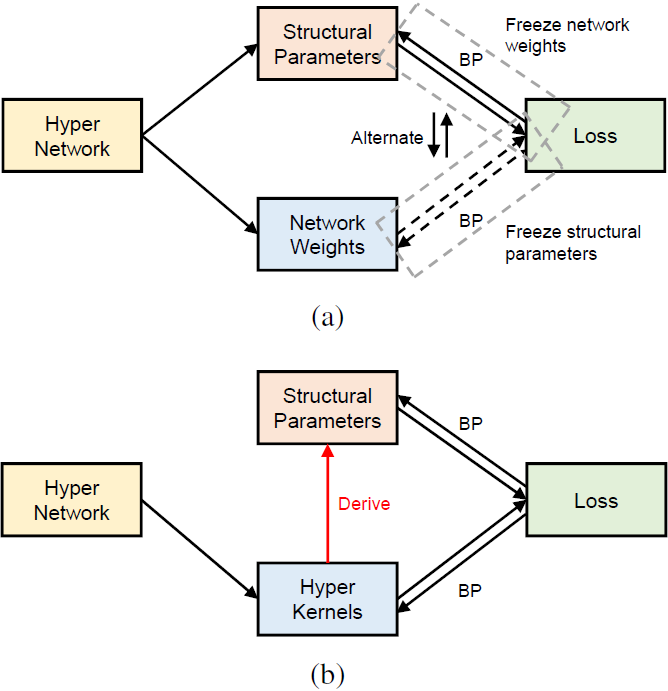 Structural
Parameters
Freeze network
weights
BP
Hyper
Network
Alternate
Loss
Network
Weights
BP
Freeze structural
parameters
(a)
Structural
Parameters
BP
Hyper
Network
Derive
Loss
Hyper
Kernels
BP
(b)